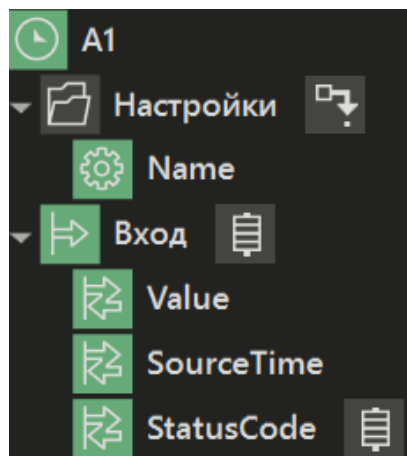 A1
Настройки
Name
Вход
Value
SourceTime
StatusCode